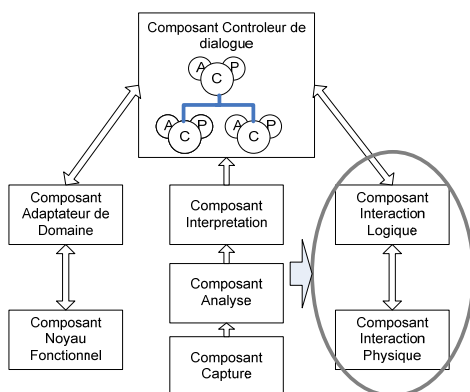 Composant Controleur de
dialogue
A P
C
A P
C
A P
C
Composant
Adaptateur de
Domaine
Composant
Interpretation
Composant
Interaction
Logique
Composant
Analyse
Composant
Noyau
Fonctionnel
Composant
Capture
Composant
Interaction
Physique